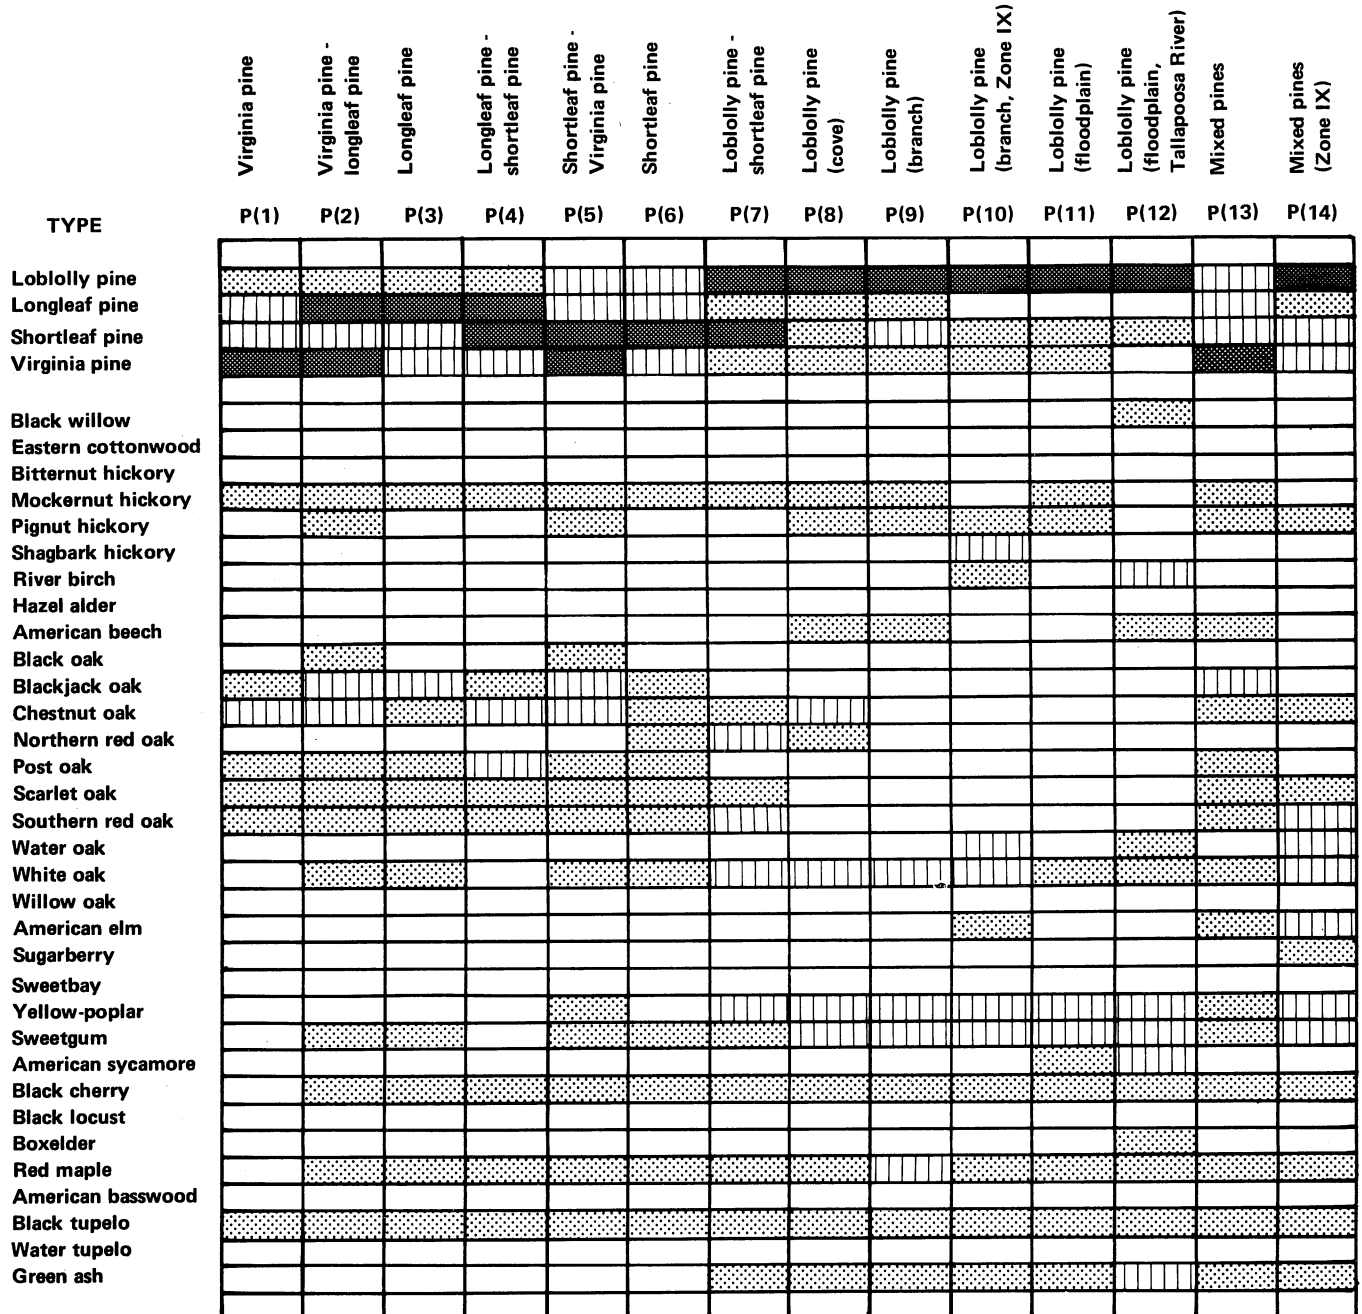 Virginia pine
Virginia pine -
longleaf pine
Longleaf pine
Longleaf pine -
shortleaf pine
Shortleaf pine -
Virginia pine
Shortleaf pine
Loblolly pine -
shortleaf pine
Loblolly pine
(cove)
Loblolly pine
(branch)
Loblolly pine
(branch, Zone IX)
Loblolly pine
(floodplain)
Loblolly pine
(floodplain,
Tallapoosa River)
Mixed pines
Mixed pines
(Zone IX)
TYPE P(1) P(2) P(3) P(4) P(5) P(6) P(7) P(8) P(9) P(10) P(11) P(12) P(13) P(14)
Loblolly pine
Longleaf pine
Shortleaf pine
Virginia pine
Black willow
Eastern cottonwood
Bitternut hickory
Mockernut hickory
Pignut hickory
Shagbark hickory
River birch
Hazel alder
American beech
Black oak
Blackjack oak
Chestnut oak
Northern red oak
Post oak
Scarlet oak
Southern red oak
Water oak
White oak
Willow oak
American elm
Sugarberry
Sweetbay
Yellow-poplar
Sweetgum
American sycamore
Black cherry
Black locust
Boxelder
Red maple
American basswood
Black tupelo
Water tupelo
Green ash